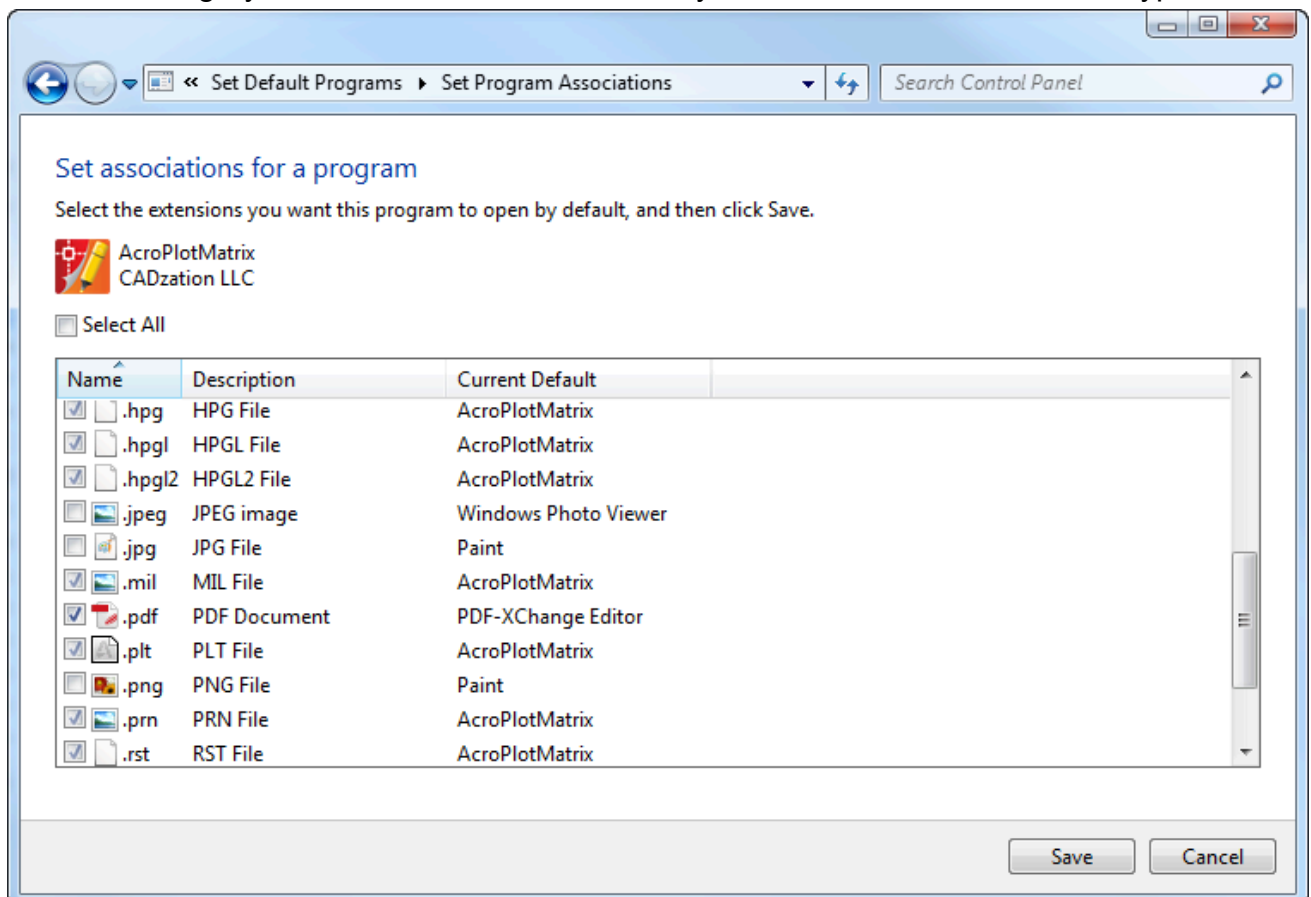 Set Default Programs Set Program Associations Search Control Panel
Set associations for a program
Select the extensions you want this program to open by default, and then click Save.
AcroPlotMatrix
CADzation LLC
Select All
Name Description Current Default
.hpg HPG File AcroPlotMatrix
.hpgl HPGL File AcroPlotMatrix
.hpgl2 HPGL2 File AcroPlotMatrix
.jpeg JPEG image Windows Photo Viewer
.jpg JPG File Paint
.mil MIL File AcroPlotMatrix
.pdf PDF Document PDF-XChange Editor
.plt PLT File AcroPlotMatrix
.png PNG File Paint
.prn PRN File AcroPlotMatrix
.rst RST File AcroPlotMatrix
Save Cancel